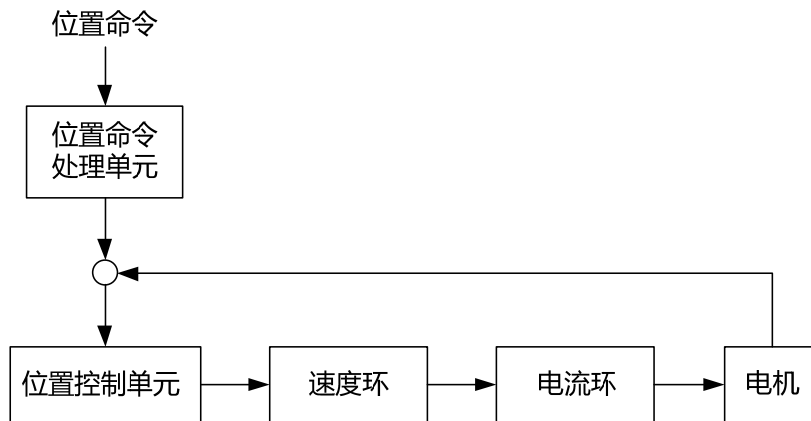 位置命令
位置命令
处理单元
位置控制单元
速度环
电流环
电机